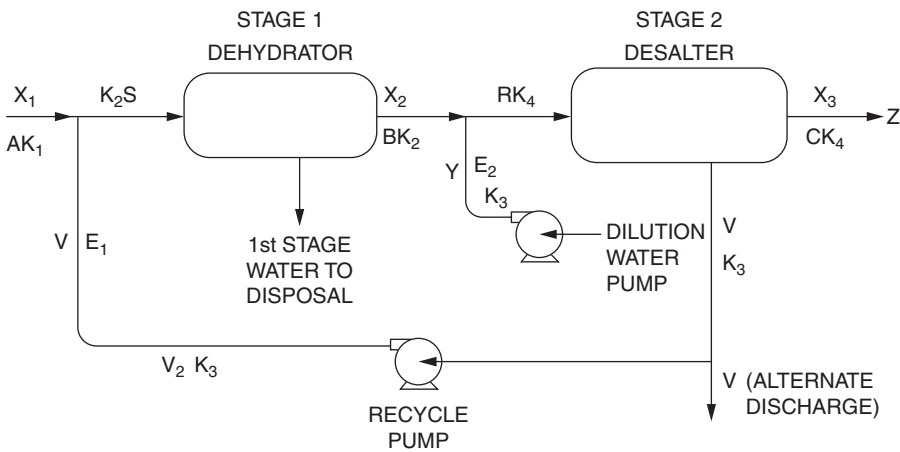 STAGE 1
DEHYDRATOR
STAGE 2
DESALTER
X₁
K₂S
X₂
RK₄
X₃
Z
AK₁
BK₂
CK₄
Y
E₂
K₃
V
E₁
1st STAGE
WATER TO
DISPOSAL
DILUTION
WATER
PUMP
V
K₃
V₂ K₃
RECYCLE
PUMP
V (ALTERNATE
DISCHARGE)